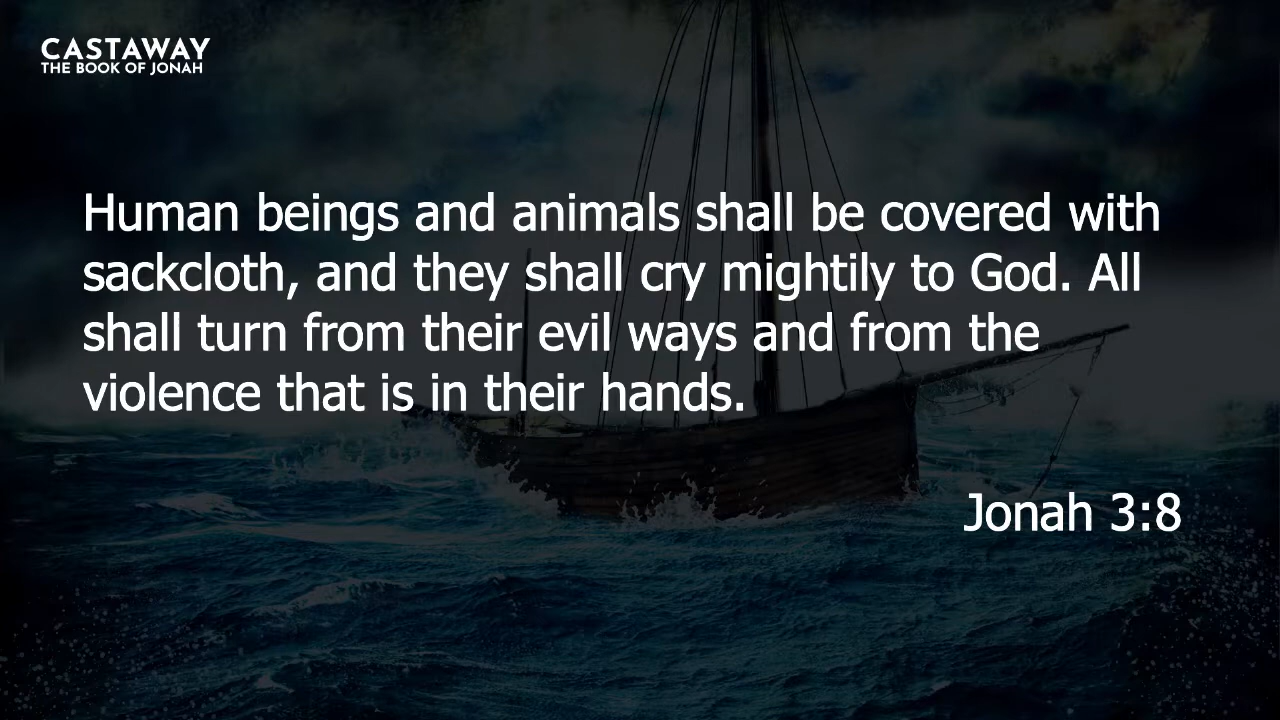 CASTAWAY
THE BOOK OF JONAH
Human beings and animals shall be covered with
sackcloth, and they shall cry mightily to God. All
shall turn from their evil ways and from the
violence that is in their hands.
Jonah 3:8